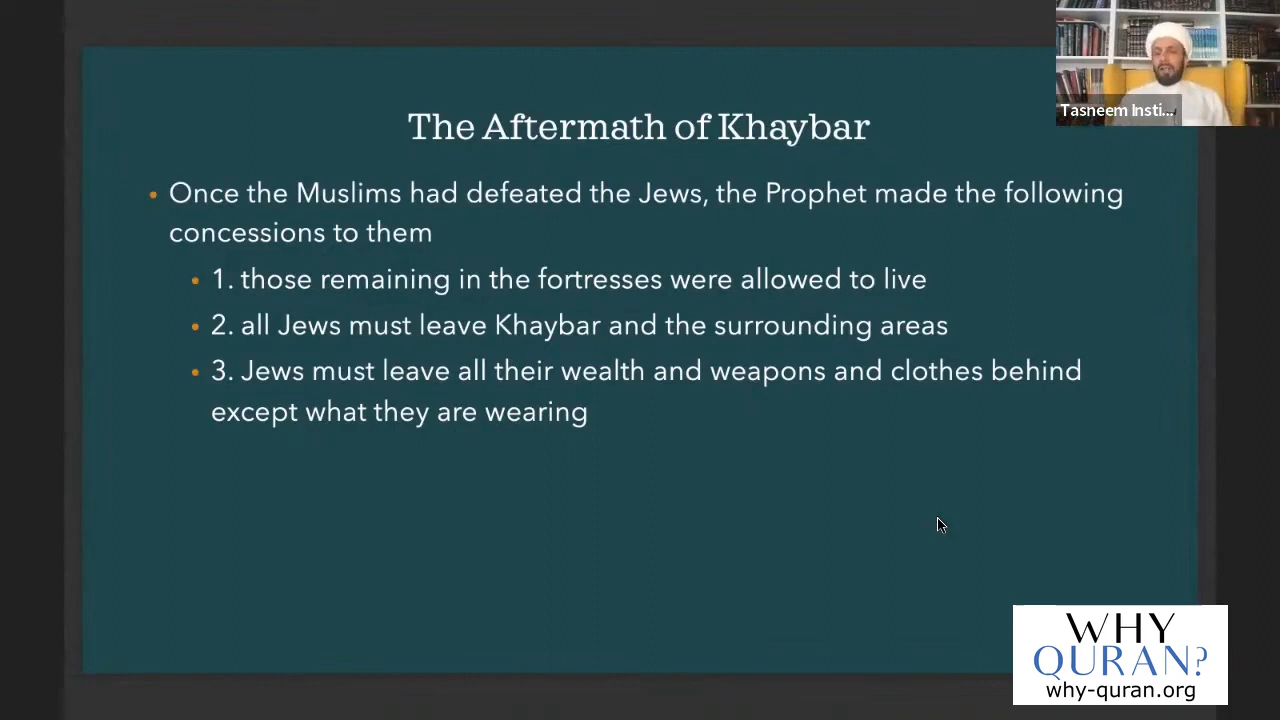 Tasneem Insti...
The Aftermath of Khaybar
Once the Muslims had defeated the Jews, the Prophet made the following
concessions to them
1. those remaining in the fortresses were allowed to live
2. all Jews must leave Khaybar and the surrounding areas
3. Jews must leave all their wealth and weapons and clothes behind
except what they are wearing
WHY
QURAN?
why-quran.org